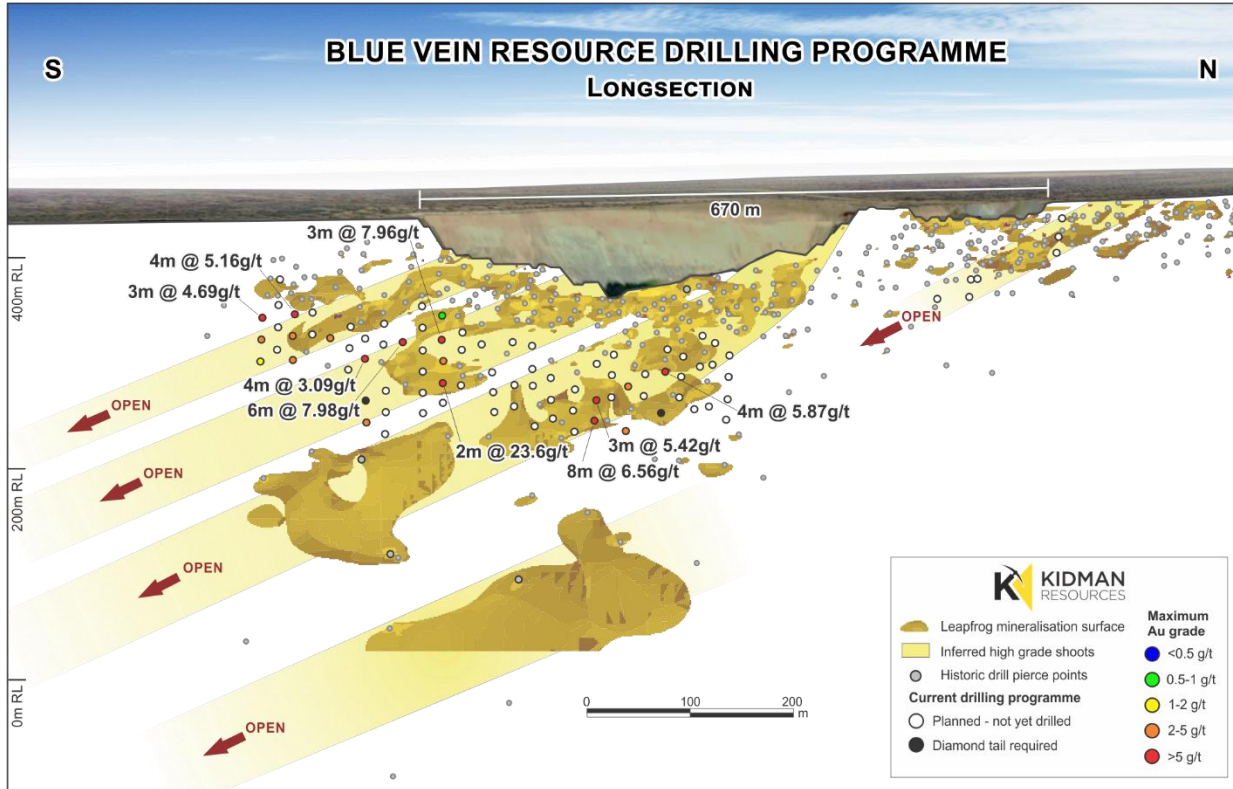 BLUE VEIN RESOURCE DRILLING PROGRAMME
LONGSECTION
S
N
670 m
3m @ 7.96g/t
4m @ 5.16g/t
3m @ 4.69g/t
400m RL
OPEN
4m @ 3.09g/t
6m @ 7.98g/t
OPEN
4m @ 5.87g/t
2m @ 23.6g/t
3m @ 5.42g/t
8m @ 6.56g/t
OPEN
200m RL
OPEN
OPEN
0m RL
0
100
200
m
KIDMAN
RESOURCES
Leapfrog mineralisation surface
Inferred high grade shoots
Historic drill pierce points
Current drilling programme
Planned - not yet drilled
Diamond tail required
Maximum
Au grade
<0.5 g/t
0.5-1 g/t
1-2 g/t
2-5 g/t
>5 g/t